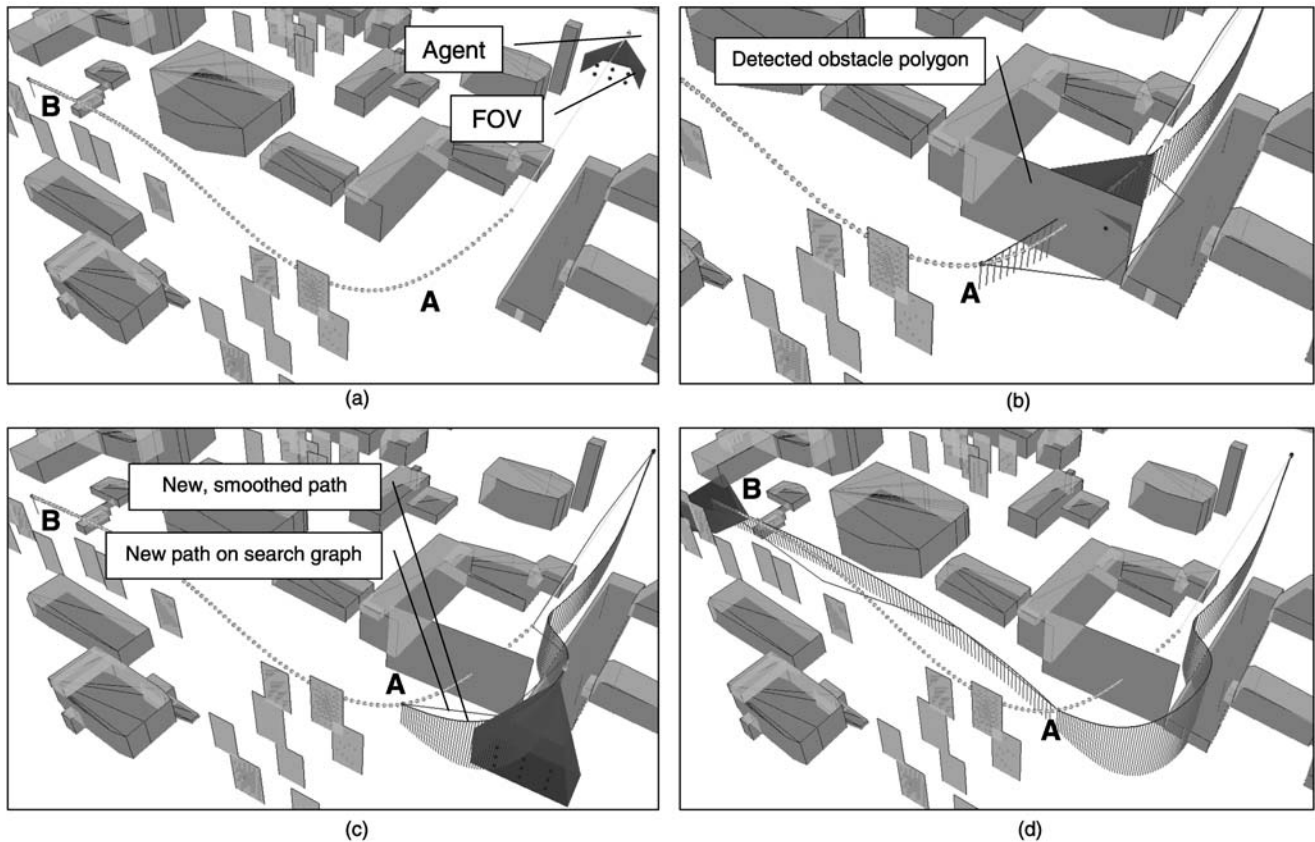 Agent
FOV
B
A
(a)
Detected obstacle polygon
A
(b)
New, smoothed path
New path on search graph
B
A
(c)
B
A
(d)